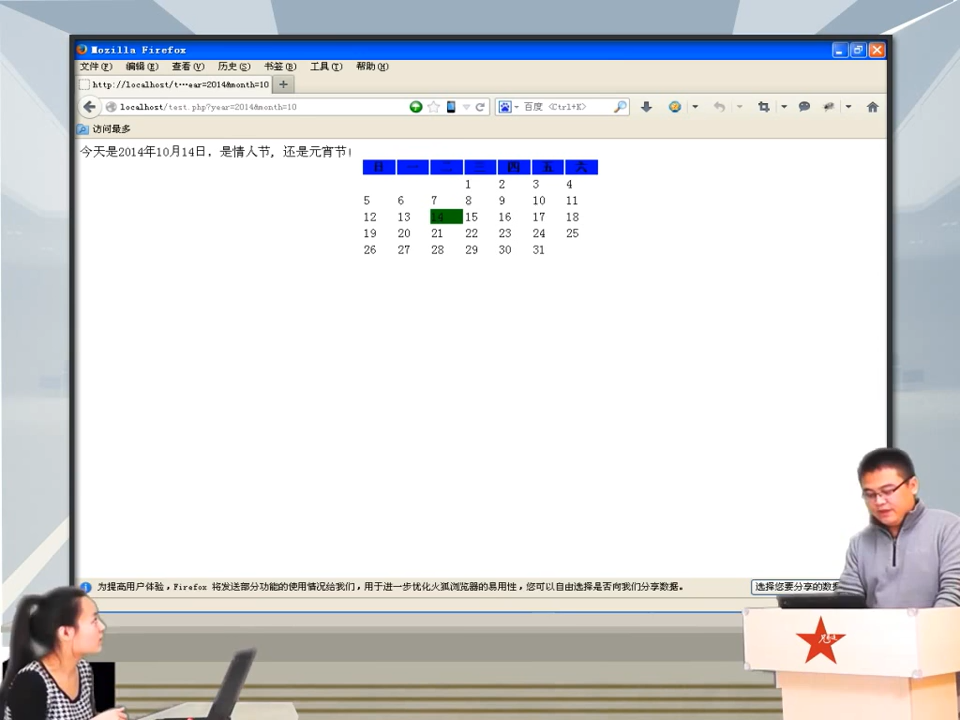 Mozilla Firefox
文件(F) 编辑(E) 查看(V) 历史(S) 书签(B) 工具(T) 帮助(H)
http://localhost/t···ear=2014&month=10
localhost/test.php?year=2014&month=10
百度 <Ctrl+K>
访问最多
今天是2014年10月14日，是情人节，还是元宵节！
日 一 二 三 四 五 六
1 2 3 4
5 6 7 8 9 10 11
12 13 14 15 16 17 18
19 20 21 22 23 24 25
26 27 28 29 30 31
为提高用户体验，Firefox 将发送部分功能的使用情况给我们，用于进一步优化火狐浏览器的易用性，您可以自由选择是否向我们分享数据。
选择您要分享的数据